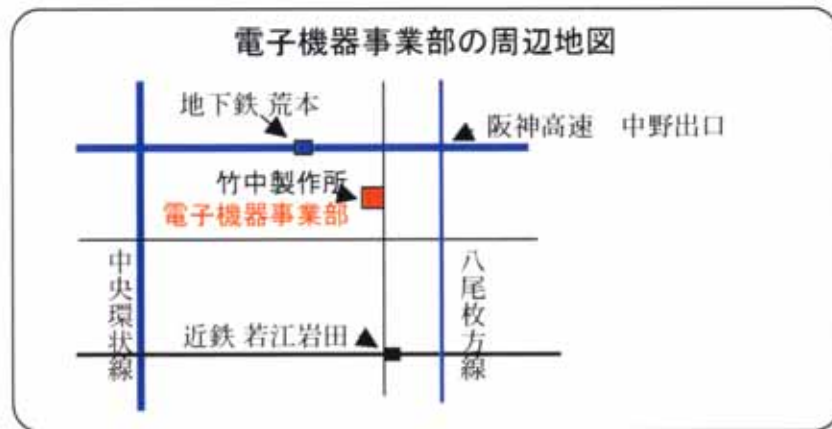 電子機器事業部の周辺地図
地下鉄 荒本
阪神高速　中野出口
竹中製作所
電子機器事業部
中央環状線
八尾枚方線
近鉄 若江岩田